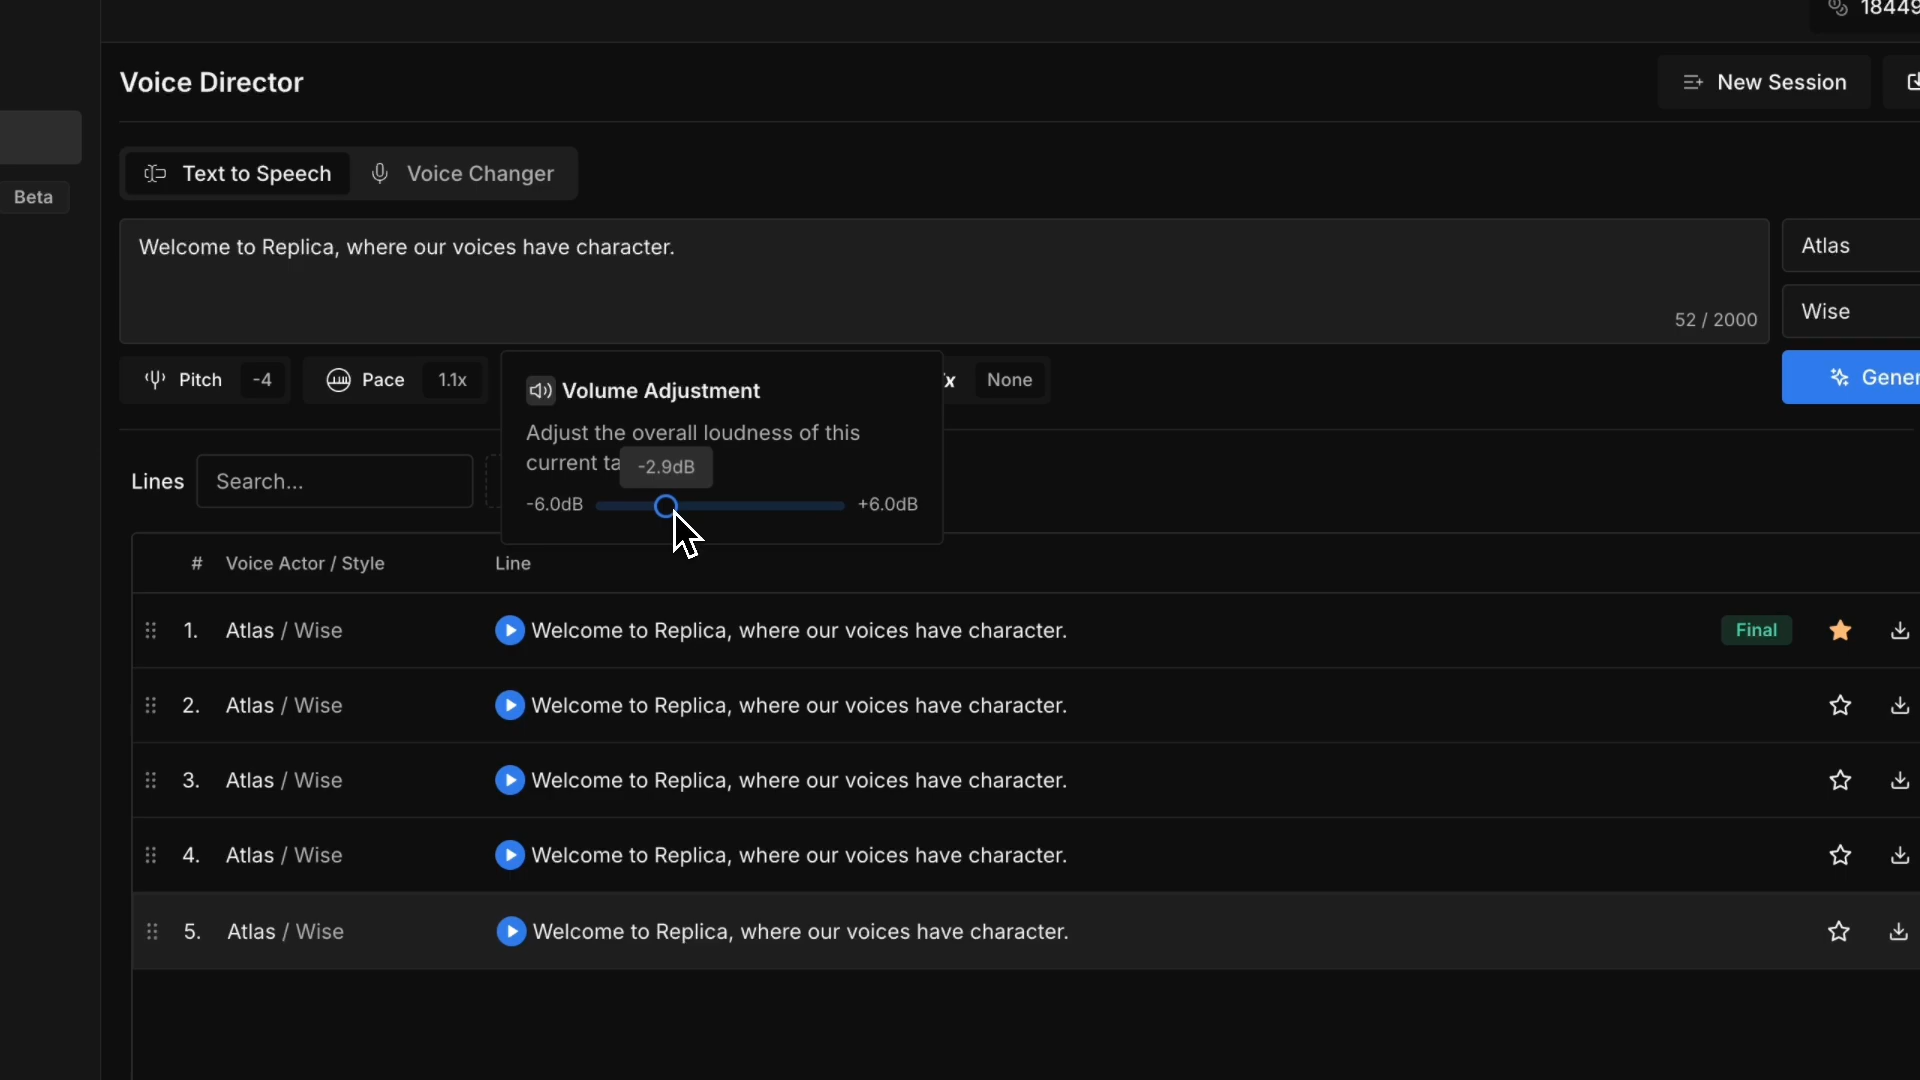 18449
Voice Director
New Session
Beta
Text to Speech
Voice Changer
Welcome to Replica, where our voices have character.
52 / 2000
Atlas
Wise
Pitch -4
Pace 1.1x
None
Volume Adjustment
Adjust the overall loudness of this
current
-2.9dB
-6.0dB
+6.0dB
Lines
Search...
# Voice Actor / Style Line
1. Atlas / Wise Welcome to Replica, where our voices have character. Final
2. Atlas / Wise Welcome to Replica, where our voices have character.
3. Atlas / Wise Welcome to Replica, where our voices have character.
4. Atlas / Wise Welcome to Replica, where our voices have character.
5. Atlas / Wise Welcome to Replica, where our voices have character.